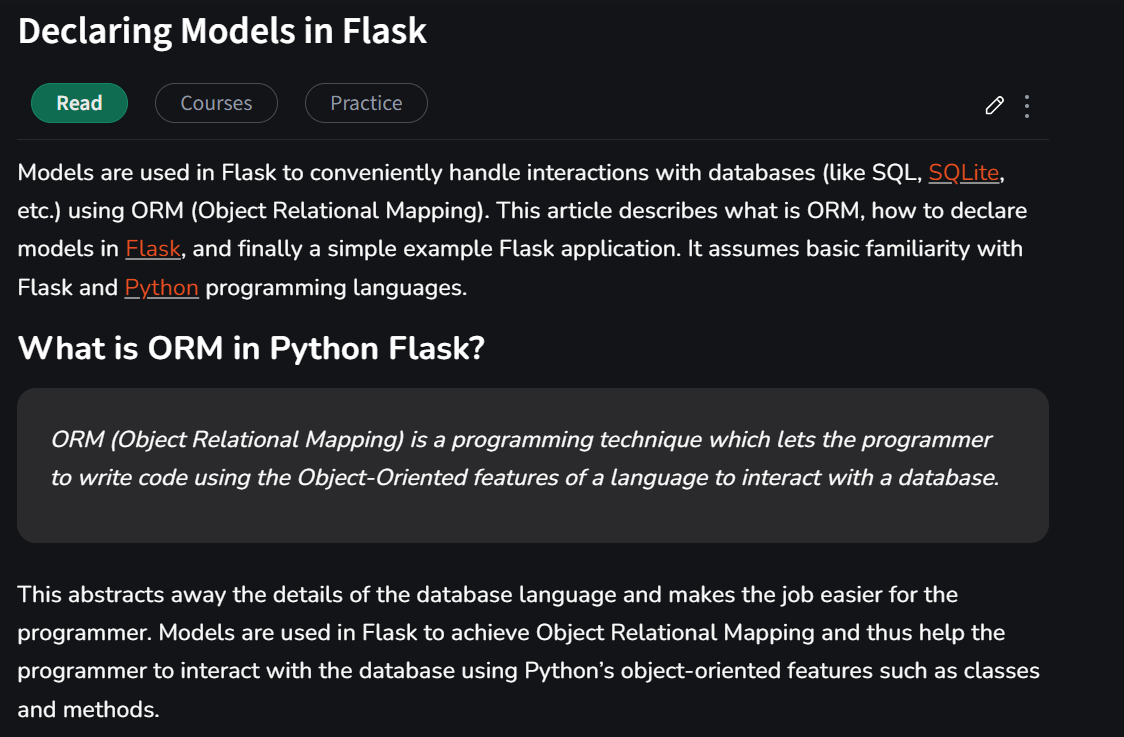 Declaring Models in Flask
Read
Courses
Practice
Models are used in Flask to conveniently handle interactions with databases (like SQL, SQLite,
etc.) using ORM (Object Relational Mapping). This article describes what is ORM, how to declare
models in Flask, and finally a simple example Flask application. It assumes basic familiarity with
Flask and Python programming languages.
What is ORM in Python Flask?
ORM (Object Relational Mapping) is a programming technique which lets the programmer
to write code using the Object-Oriented features of a language to interact with a database.
This abstracts away the details of the database language and makes the job easier for the
programmer. Models are used in Flask to achieve Object Relational Mapping and thus help the
programmer to interact with the database using Python’s object-oriented features such as classes
and methods.